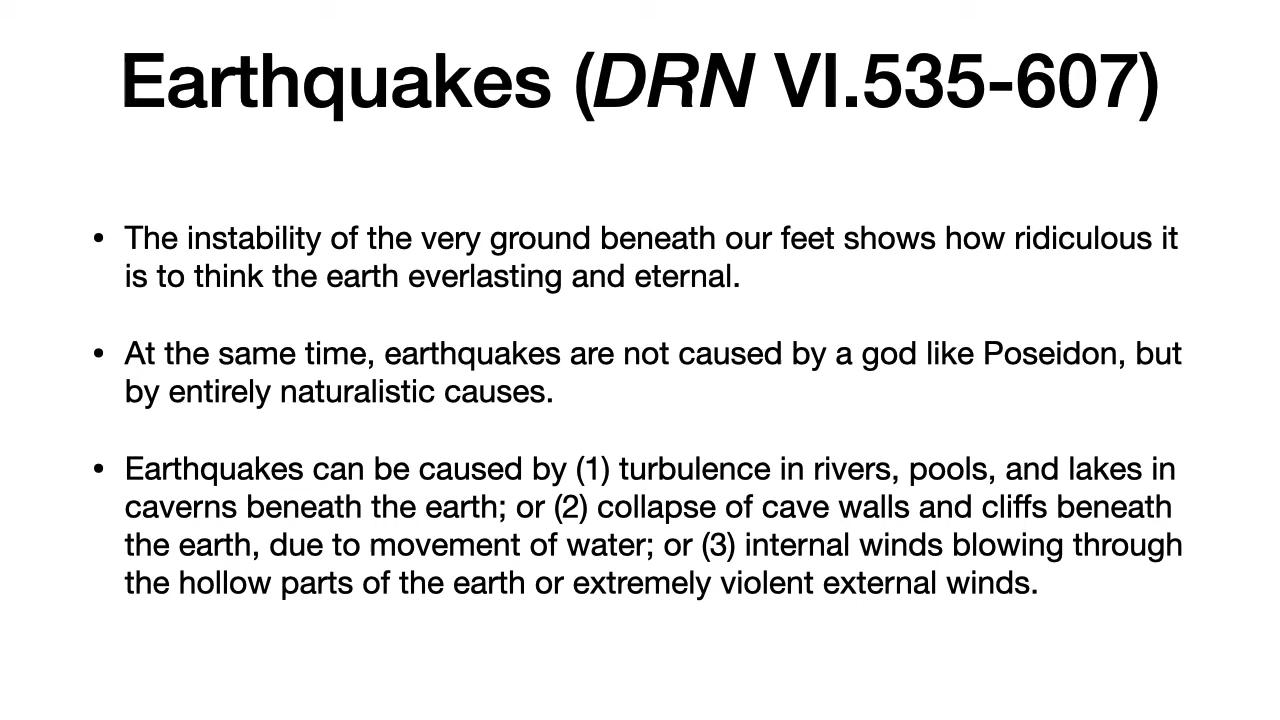 Earthquakes (DRN VI.535-607)
• The instability of the very ground beneath our feet shows how ridiculous it
is to think the earth everlasting and eternal.
• At the same time, earthquakes are not caused by a god like Poseidon, but
by entirely naturalistic causes.
• Earthquakes can be caused by (1) turbulence in rivers, pools, and lakes in
caverns beneath the earth; or (2) collapse of cave walls and cliffs beneath
the earth, due to movement of water; or (3) internal winds blowing through
the hollow parts of the earth or extremely violent external winds.